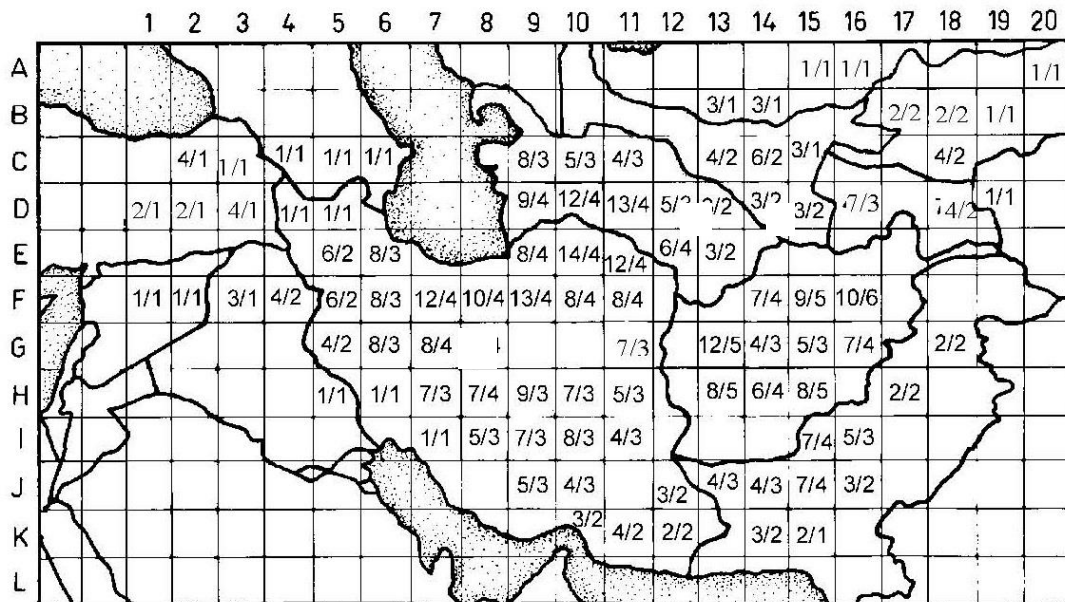 1 2 3 4 5 6 7 8 9 10 11 12 13 14 15 16 17 18 19 20
A 1/1 1/1 1/1
B 3/1 3/1 2/2 2/2 1/1
C 4/1 1/1 1/1 1/1 1/1 9/3 5/3 4/3 4/2 6/2 3/1 4/2
D 2/1 2/1 4/1 1/1 1/1 9/4 12/4 13/4 3/2 3/2 1/1
E 6/2 8/3 8/4 14/4 12/4 6/4 3/2
F 1/1 1/1 3/1 4/2 6/2 8/3 12/4 10/4 13/4 8/4 8/4 7/4 9/5 10/6
G 4/2 8/3 8/4 7/3 12/5 4/3 5/3 7/4 2/2
H 1/1 1/1 7/3 7/4 9/3 7/3 5/3 8/5 6/4 8/5 2/2
I 1/1 5/3 7/3 8/3 4/3 7/4 5/3
J 5/3 4/3 3/2 4/3 4/3 7/4 3/2
K 3/2 4/2 2/2 3/2 2/1
L